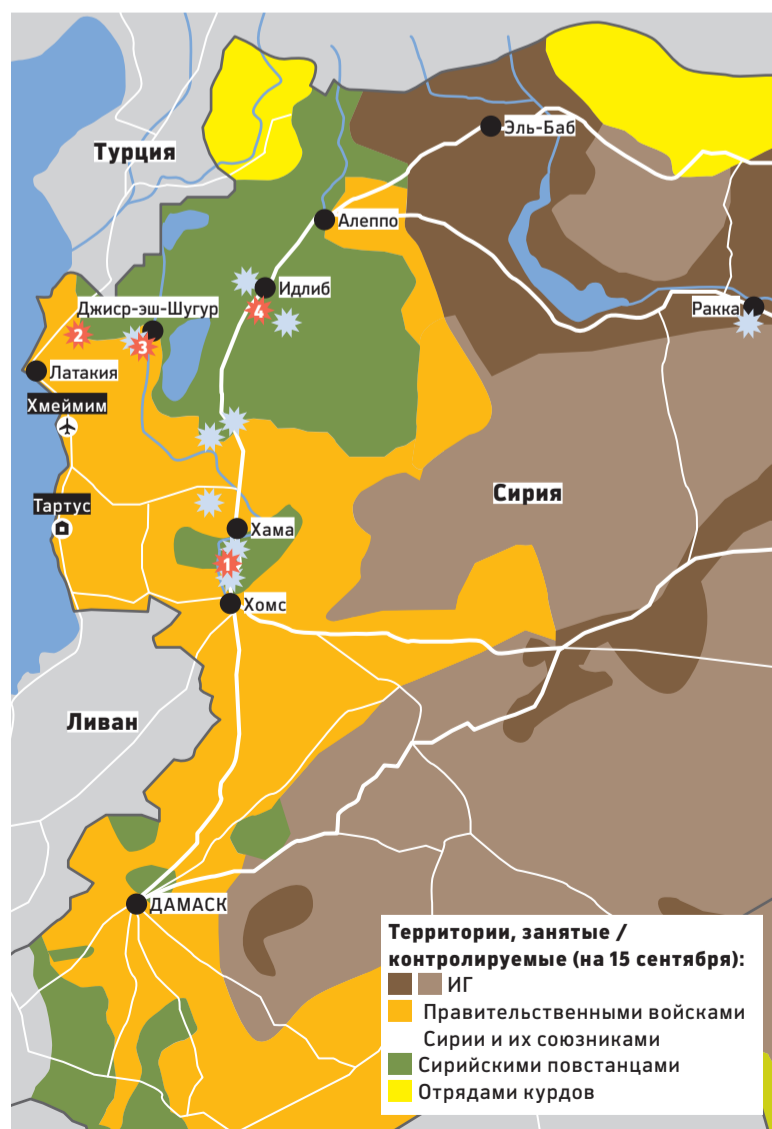 Турция
Эль-Баб
Алеппо
Идлиб
4
Джиср-эш-Шугур
2
3
Ракка
Латакия
Хмеймим
Сирия
Тартус
Хама
1
Хомс
Ливан
ДАМАСК
Территории, занятые /
контролируемые (на 15 сентября):
ИГ
Правительственными войсками
Сирии и их союзниками
Сирийскими повстанцами
Отрядами курдов